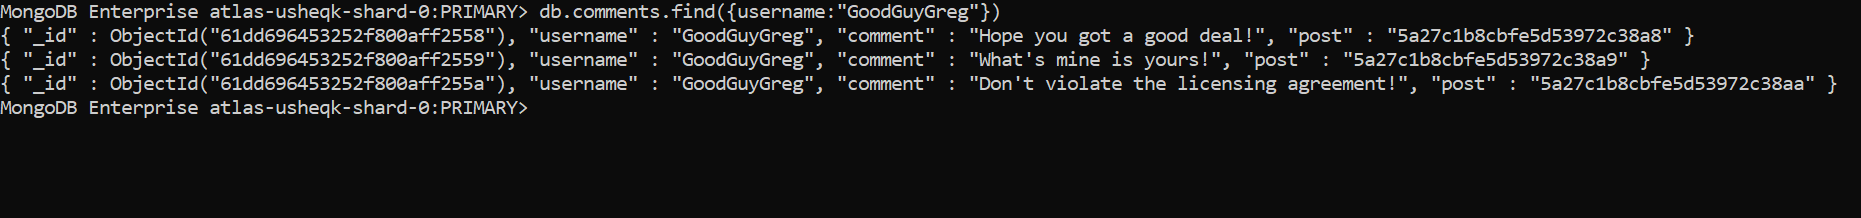 MongoDB Enterprise atlas-usheqk-shard-0:PRIMARY> db.comments.find({username:"GoodGuyGreg"})
{ "_id" : ObjectId("61dd696453252f800aff2558"), "username" : "GoodGuyGreg", "comment" : "Hope you got a good deal!", "post" : "5a27c1b8cbfe5d53972c38a8" }
{ "_id" : ObjectId("61dd696453252f800aff2559"), "username" : "GoodGuyGreg", "comment" : "What's mine is yours!", "post" : "5a27c1b8cbfe5d53972c38a9" }
{ "_id" : ObjectId("61dd696453252f800aff255a"), "username" : "GoodGuyGreg", "comment" : "Don't violate the licensing agreement!", "post" : "5a27c1b8cbfe5d53972c38aa" }
MongoDB Enterprise atlas-usheqk-shard-0:PRIMARY>